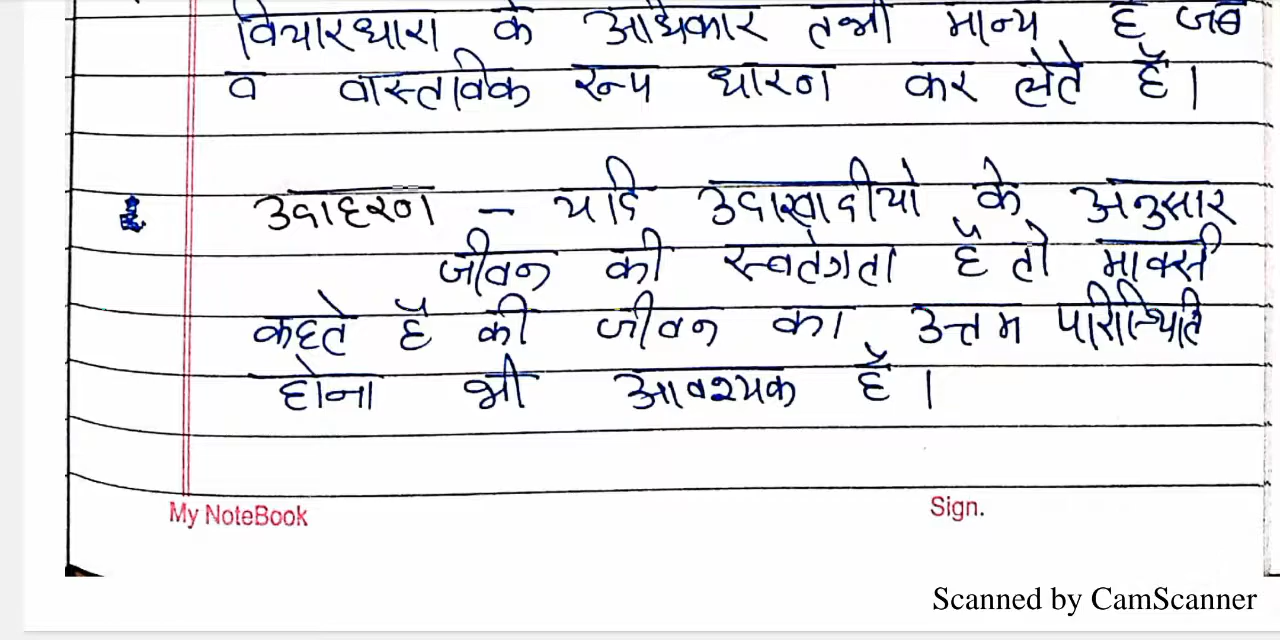 विचारधारा के अधिकार तभी मान्य है जब
व वास्तविक रूप धारण कर लेते हैं।
उदाहरण - यदि उदारवादीयो के अनुसार
जीवन की स्वतंत्रता है तो मार्क्स
कहते है की जीवन का उत्तम परिस्थिति
होना भी आवश्यक है।
My NoteBook
Sign.
Scanned by CamScanner